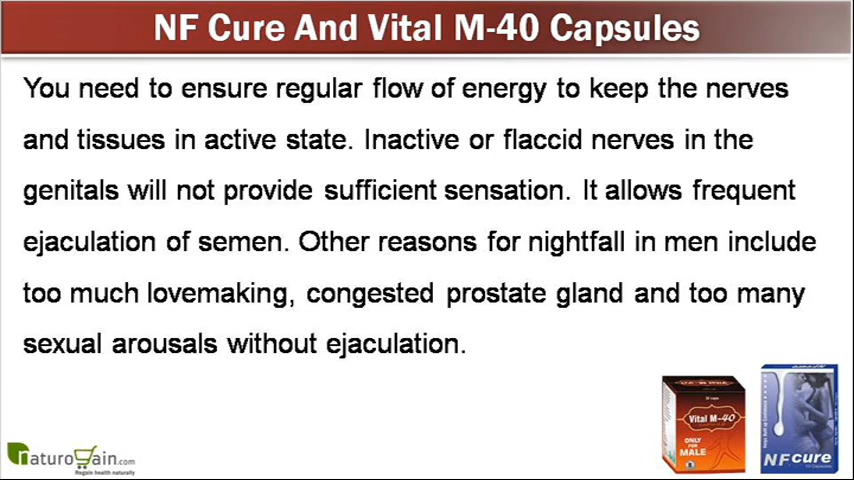 NF Cure And Vital M-40 Capsules
You need to ensure regular flow of energy to keep the nerves
and tissues in active state. Inactive or flaccid nerves in the
genitals will not provide sufficient sensation. It allows frequent
ejaculation of semen. Other reasons for nightfall in men include
too much lovemaking, congested prostate gland and too many
sexual arousals without ejaculation.
Vital M-40
ONLY
FOR
MALE
NF cure
naturogain.com
Regain health naturally